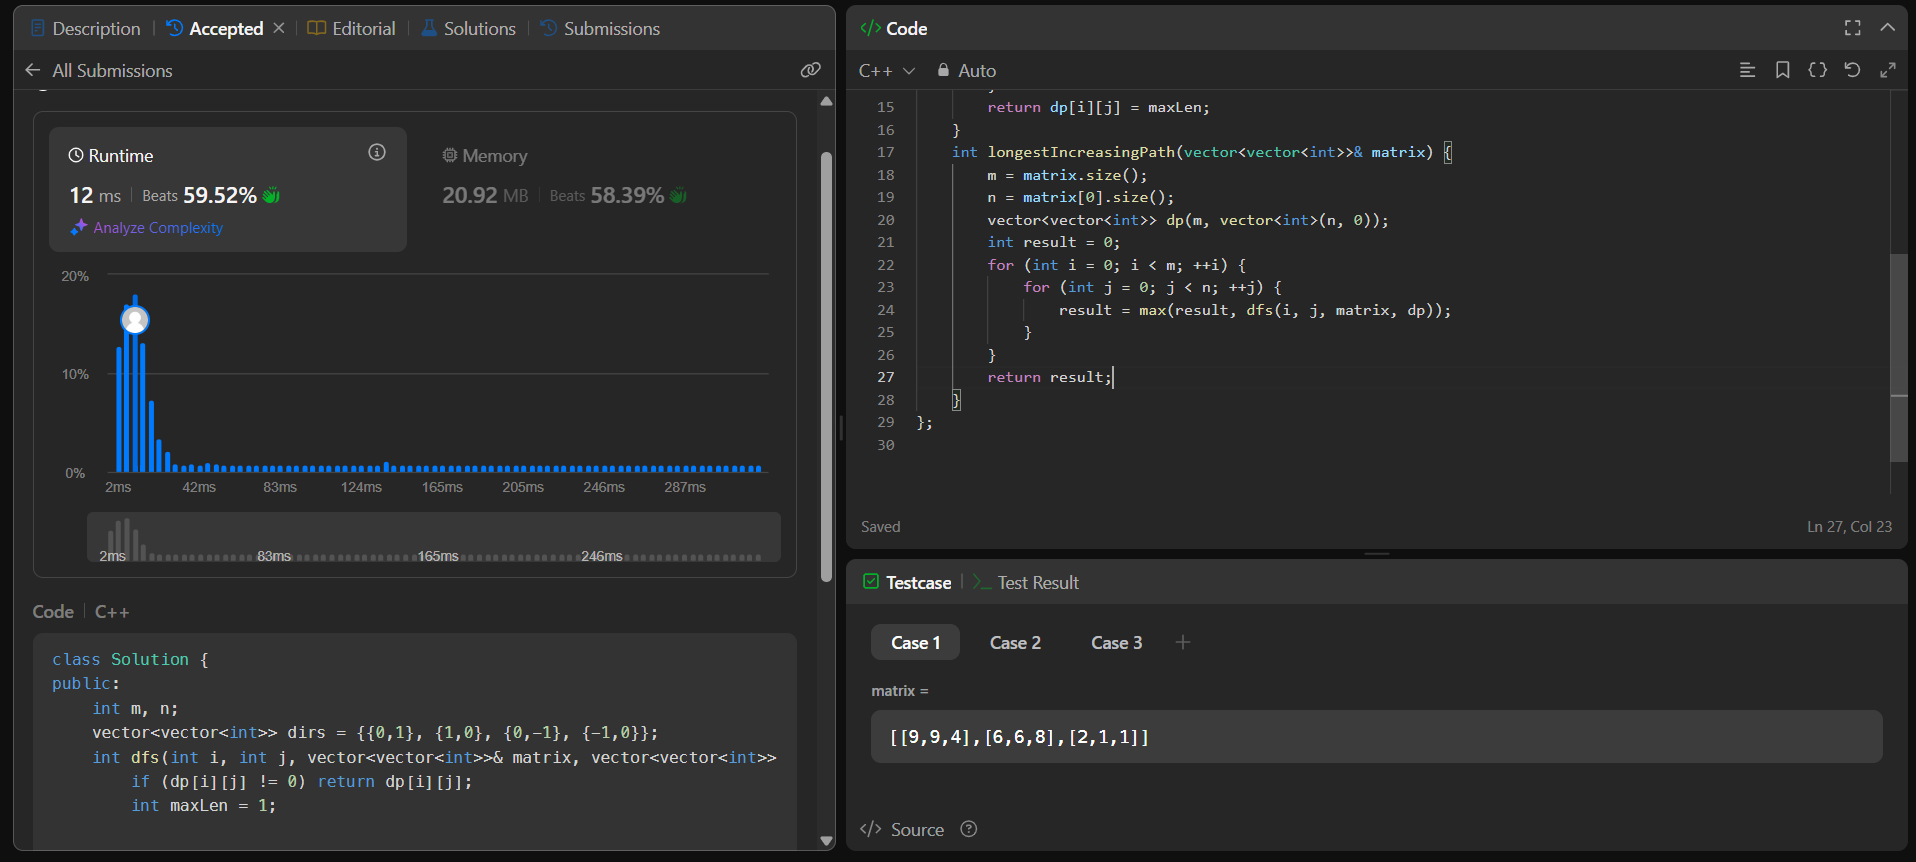 Description
Accepted
Editorial
Solutions
Submissions
All Submissions
Runtime
12 ms
Beats 59.52%
Analyze Complexity
Memory
20.92 MB
Beats 58.39%
20%
10%
0%
2ms 42ms 83ms 124ms 165ms 205ms 246ms 287ms
2ms 83ms 165ms 246ms
Code
C++
class Solution {
public:
    int m, n;
    vector<vector<int>> dirs = {{0,1}, {1,0}, {0,-1}, {-1,0}};
    int dfs(int i, int j, vector<vector<int>>& matrix, vector<vector<int>>
        if (dp[i][j] != 0) return dp[i][j];
        int maxLen = 1;
</> Code
C++
Auto
15         return dp[i][j] = maxLen;
16     }
17     int longestIncreasingPath(vector<vector<int>>& matrix) {
18         m = matrix.size();
19         n = matrix[0].size();
20         vector<vector<int>> dp(m, vector<int>(n, 0));
21         int result = 0;
22         for (int i = 0; i < m; ++i) {
23             for (int j = 0; j < n; ++j) {
24                 result = max(result, dfs(i, j, matrix, dp));
25             }
26         }
27         return result;
28     }
29 };
30
Saved
Ln 27, Col 23
Testcase
Test Result
Case 1
Case 2
Case 3
matrix =
[[9,9,4],[6,6,8],[2,1,1]]
</> Source